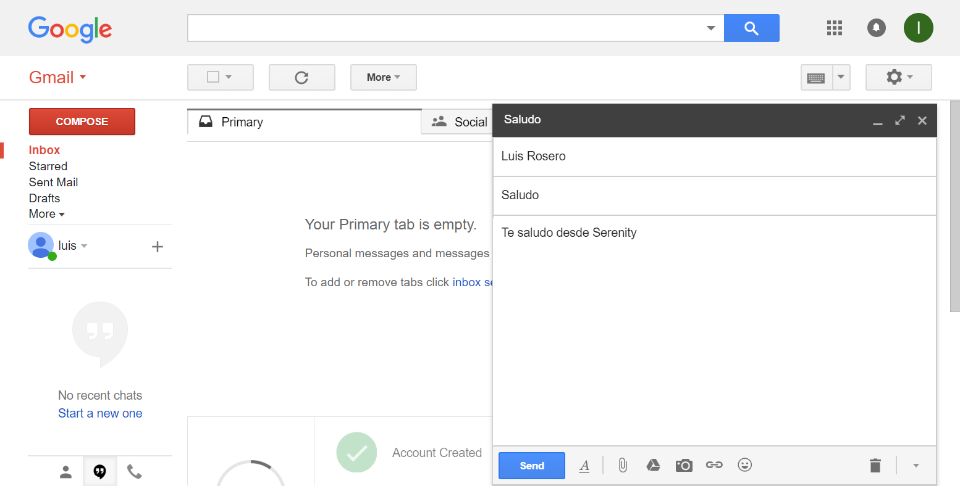 Google
I
Gmail
More
COMPOSE
Inbox
Starred
Sent Mail
Drafts
More
luis
No recent chats
Start a new one
Primary
Social
Your Primary tab is empty.
Personal messages and messages
To add or remove tabs click inbox se
Account Created
Saludo
Luis Rosero
Saludo
Te saludo desde Serenity
Send
A